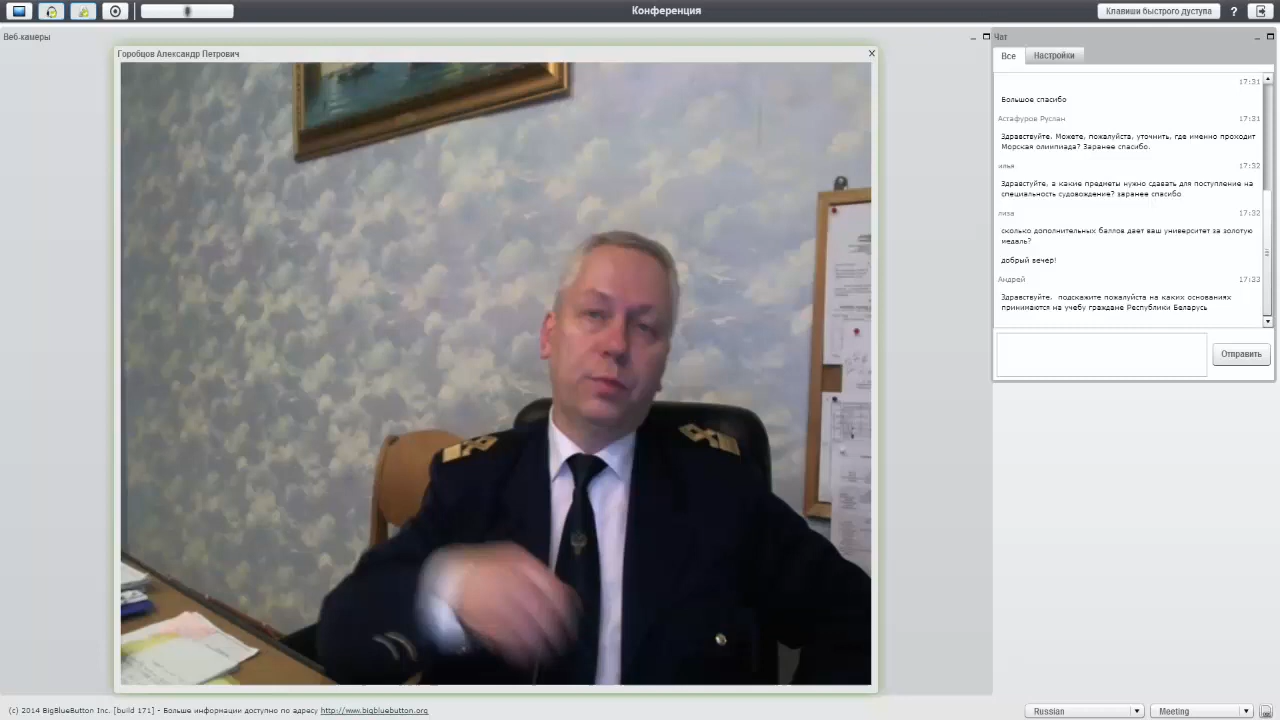 Конференция
Клавиши быстрого доступа
?
Веб-камеры
Чат
Горобцов Александр Петрович
X
Все
Настройки
17:31
Большое спасибо
Астафуров Руслан
17:31
Здравствуйте. Можете, пожалуйста, уточнить, где именно проходит
Морская олимпиада? Заранее спасибо.
илья
17:32
Здравстуйте, а какие предметы нужно сдавать для поступление на
специальность судовождение? заранее спасибо
лиза
17:32
сколько дополнительных баллов дает ваш университет за золотую
медаль?
добрый вечер!
Андрей
17:33
Здравствуйте, подскажите пожалуйста на каких основаниях
принимаются на учебу граждане Республики Беларусь
Отправить
(c) 2014 BigBlueButton Inc. [build 171] - Больше информации доступно по адресу http://www.bigbluebutton.org
Russian
Meeting